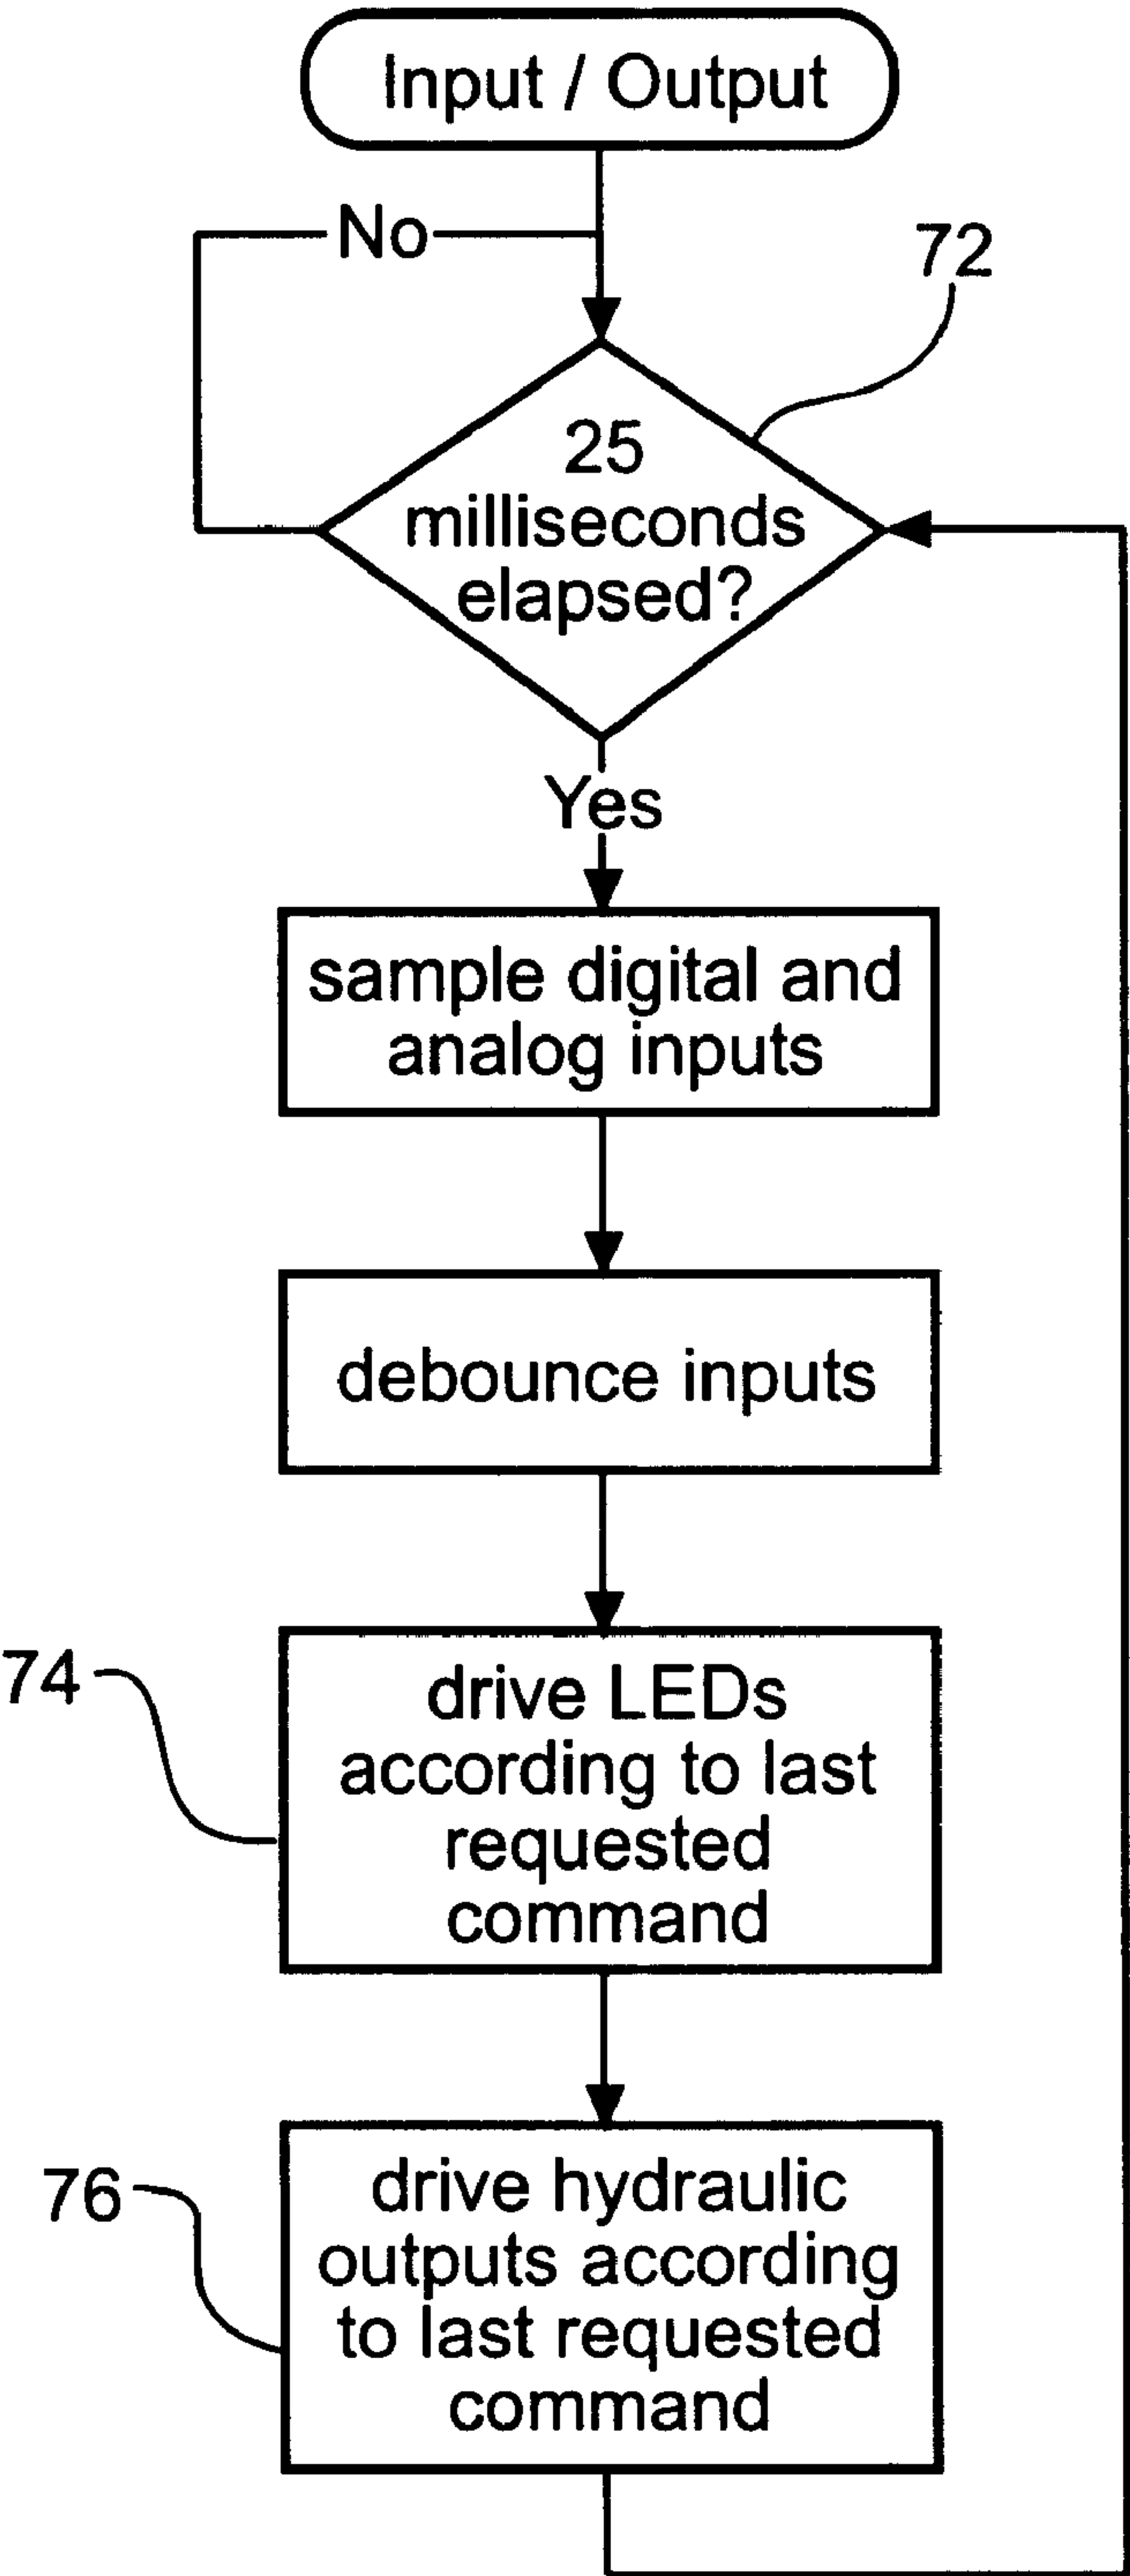 Input / Output
No
72
25
milliseconds
elapsed?
Yes
sample digital and
analog inputs
debounce inputs
74
drive LEDs
according to last
requested
command
76
drive hydraulic
outputs according
to last requested
command